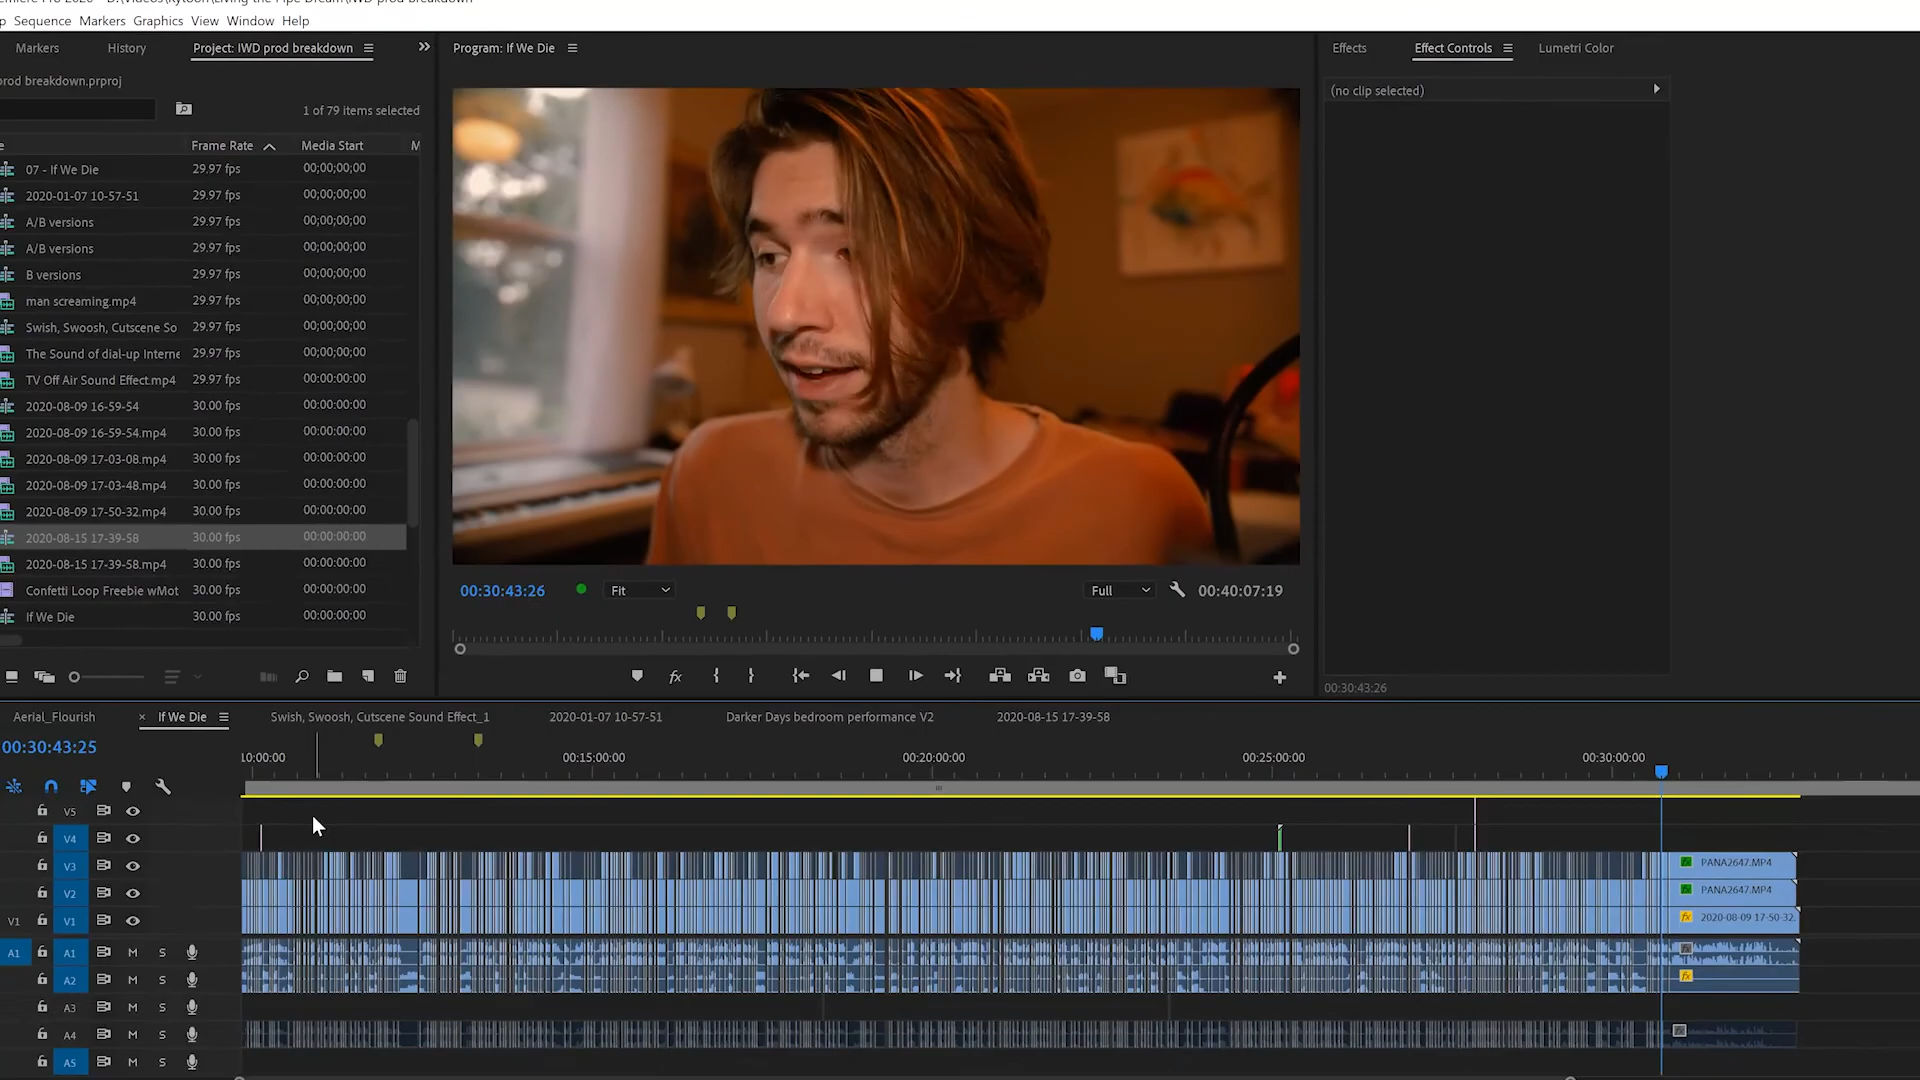 Sequence Markers Graphics View Window Help
Markers History Project: IWD prod breakdown
prod breakdown.prproj
1 of 79 items selected
Frame Rate Media Start M
07 - If We Die 29.97 fps 00;00;00;00
2020-01-07 10-57-51 29.97 fps 00;00;00;00
A/B versions 29.97 fps 00;00;00;00
A/B versions 29.97 fps 00;00;00;00
B versions 29.97 fps 00;00;00;00
man screaming.mp4 29.97 fps 00;00;00;00
Swish, Swoosh, Cutscene So 29.97 fps 00;00;00;00
The Sound of dial-up Interne 29.97 fps 00;00;00;00
TV Off Air Sound Effect.mp4 29.97 fps 00:00:00:00
2020-08-09 16-59-54 30.00 fps 00:00:00:00
2020-08-09 16-59-54.mp4 30.00 fps 00:00:00:00
2020-08-09 17-03-08.mp4 30.00 fps 00:00:00:00
2020-08-09 17-03-48.mp4 30.00 fps 00:00:00:00
2020-08-09 17-50-32.mp4 30.00 fps 00:00:00:00
2020-08-15 17-39-58 30.00 fps 00:00:00:00
2020-08-15 17-39-58.mp4 30.00 fps 00:00:00:00
Confetti Loop Freebie wMot 30.00 fps 00:00:00:00
If We Die 30.00 fps 00:00:00:00
Program: If We Die
00:30:43:26 Fit Full 00:40:07:19
Effects Effect Controls Lumetri Color
(no clip selected)
00:30:43:26
Aerial_Flourish × If We Die Swish, Swoosh, Cutscene Sound Effect_1 2020-01-07 10-57-51 Darker Days bedroom performance V2 2020-08-15 17-39-58
00:30:43:25
10:00:00 00:15:00:00 00:20:00:00 00:25:00:00 00:30:00:00
V5
V4
V3 PANA2647.MP4
V2 PANA2647.MP4
V1 V1 2020-08-09 17-50-32.
A1 A1 M S
A2 M S
A3 M S
A4 M S
A5 M S